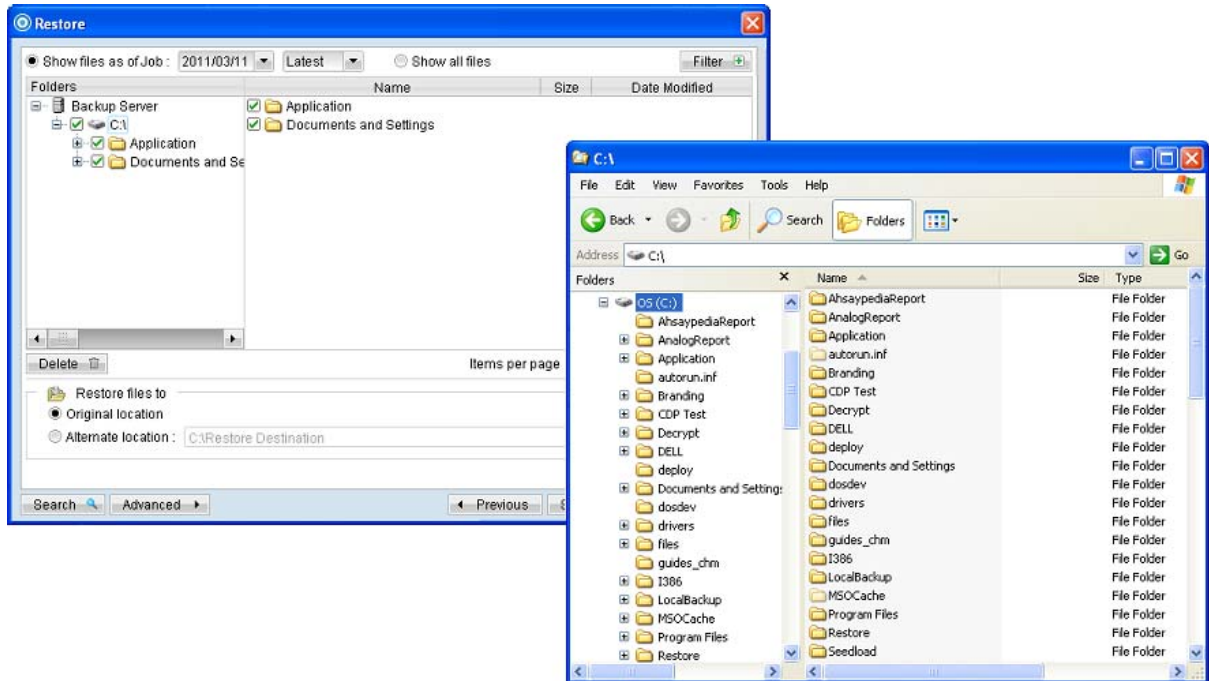 Restore
Show files as of Job : 2011/03/11 Latest Show all files Filter
Folders Name Size Date Modified
Backup Server
C:\
Application
Documents and Se
Application
Documents and Settings
Delete Items per page
Restore files to
Original location
Alternate location : C:\Restore Destination
Search Advanced Previous
C:\
File Edit View Favorites Tools Help
Back Search Folders
Address C:\ Go
Folders Name Size Type
OS (C:)
AhsaypediaReport
AnalogReport
Application
autorun.inf
Branding
CDP Test
Decrypt
DELL
deploy
Documents and Setting
dosdev
drivers
files
guides_chm
I386
LocalBackup
MSOCache
Program Files
Restore
AhsaypediaReport File Folder
AnalogReport File Folder
Application File Folder
autorun.inf File Folder
Branding File Folder
CDP Test File Folder
Decrypt File Folder
DELL File Folder
deploy File Folder
Documents and Settings File Folder
dosdev File Folder
drivers File Folder
files File Folder
guides_chm File Folder
I386 File Folder
LocalBackup File Folder
MSOCache File Folder
Program Files File Folder
Restore File Folder
Seedload File Folder